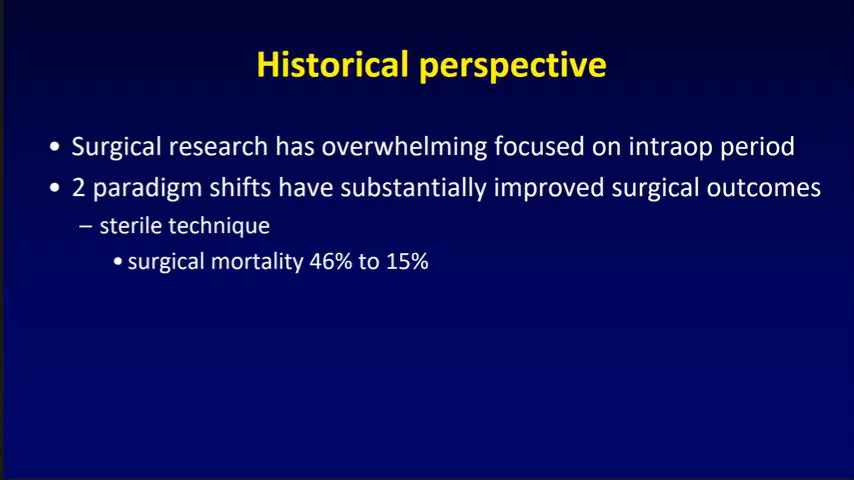 Historical perspective
• Surgical research has overwhelming focused on intraop period
• 2 paradigm shifts have substantially improved surgical outcomes
– sterile technique
• surgical mortality 46% to 15%